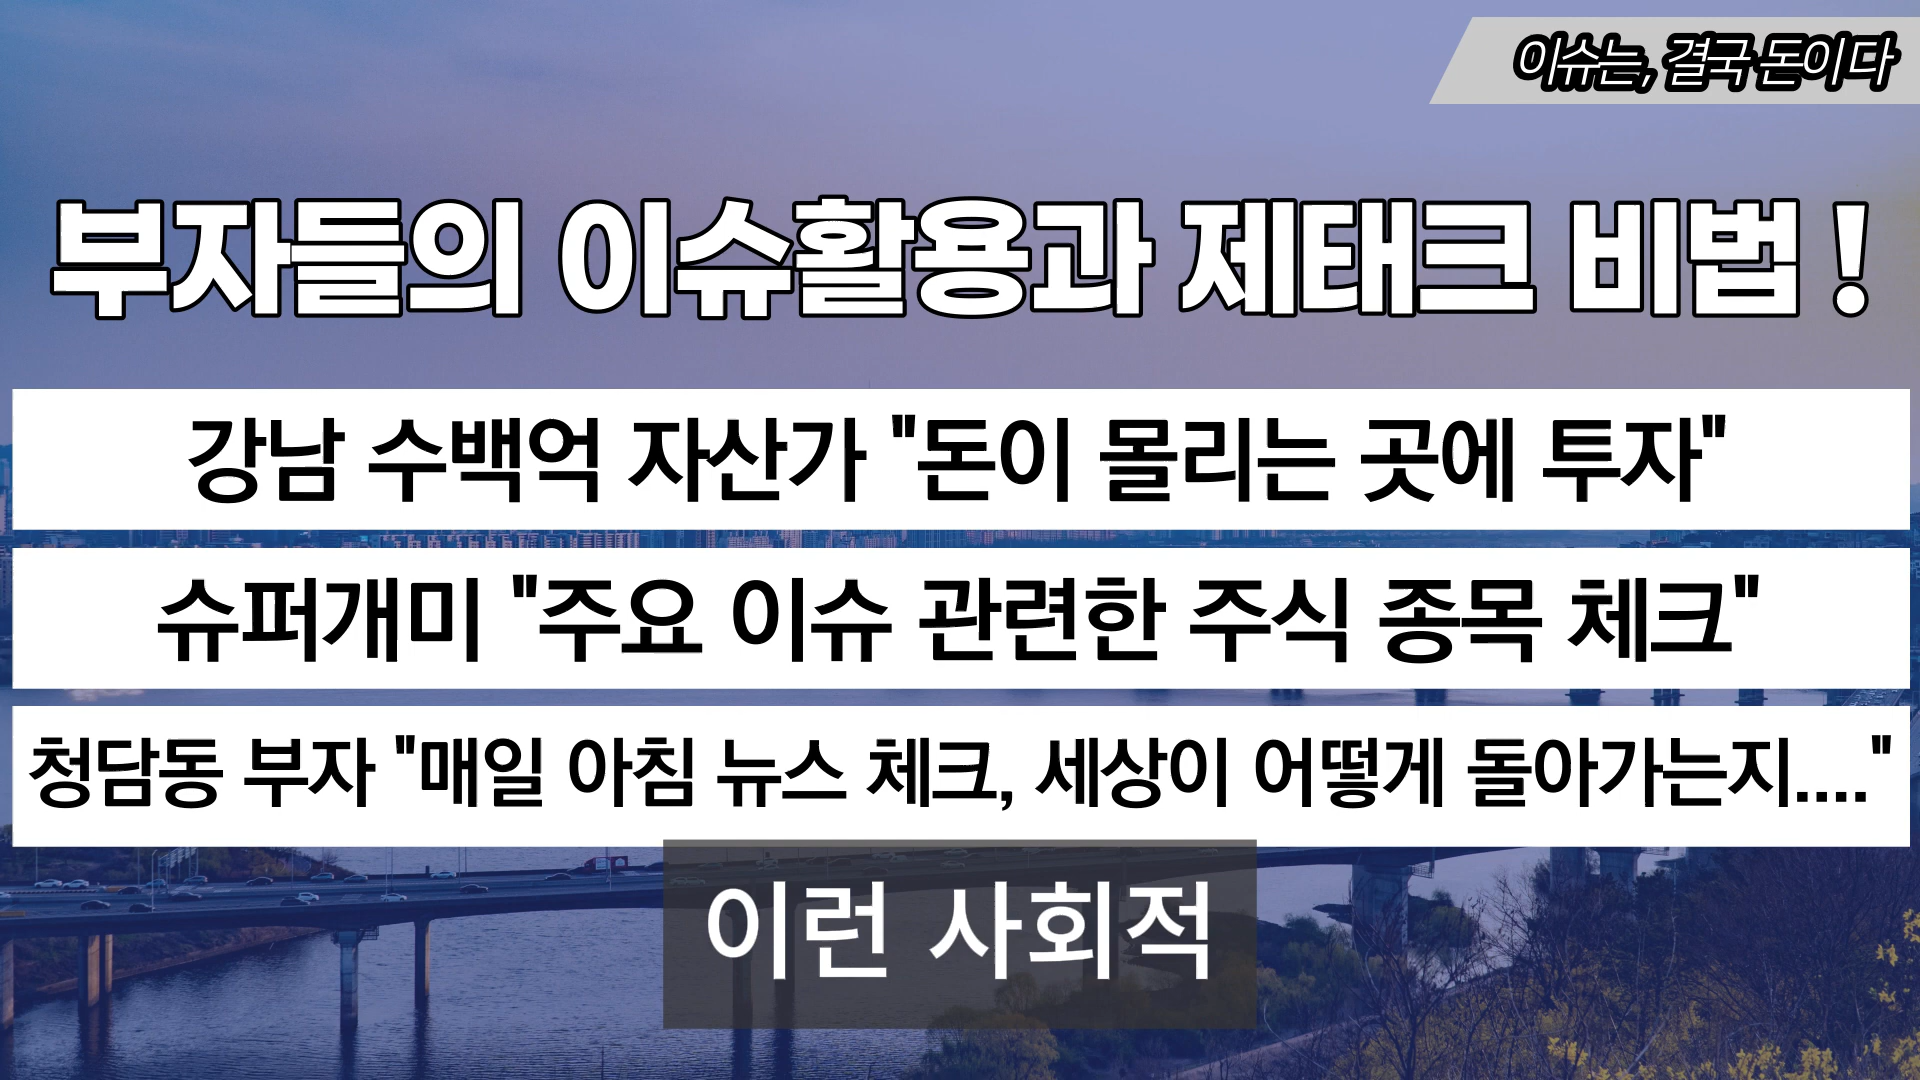 이슈는, 결국 돈이다
부자들의 이슈활용과 제태크 비법 !
강남 수백억 자산가 "돈이 몰리는 곳에 투자"
슈퍼개미 "주요 이슈 관련한 주식 종목 체크"
청담동 부자 "매일 아침 뉴스 체크, 세상이 어떻게 돌아가는지...."
이런 사회적